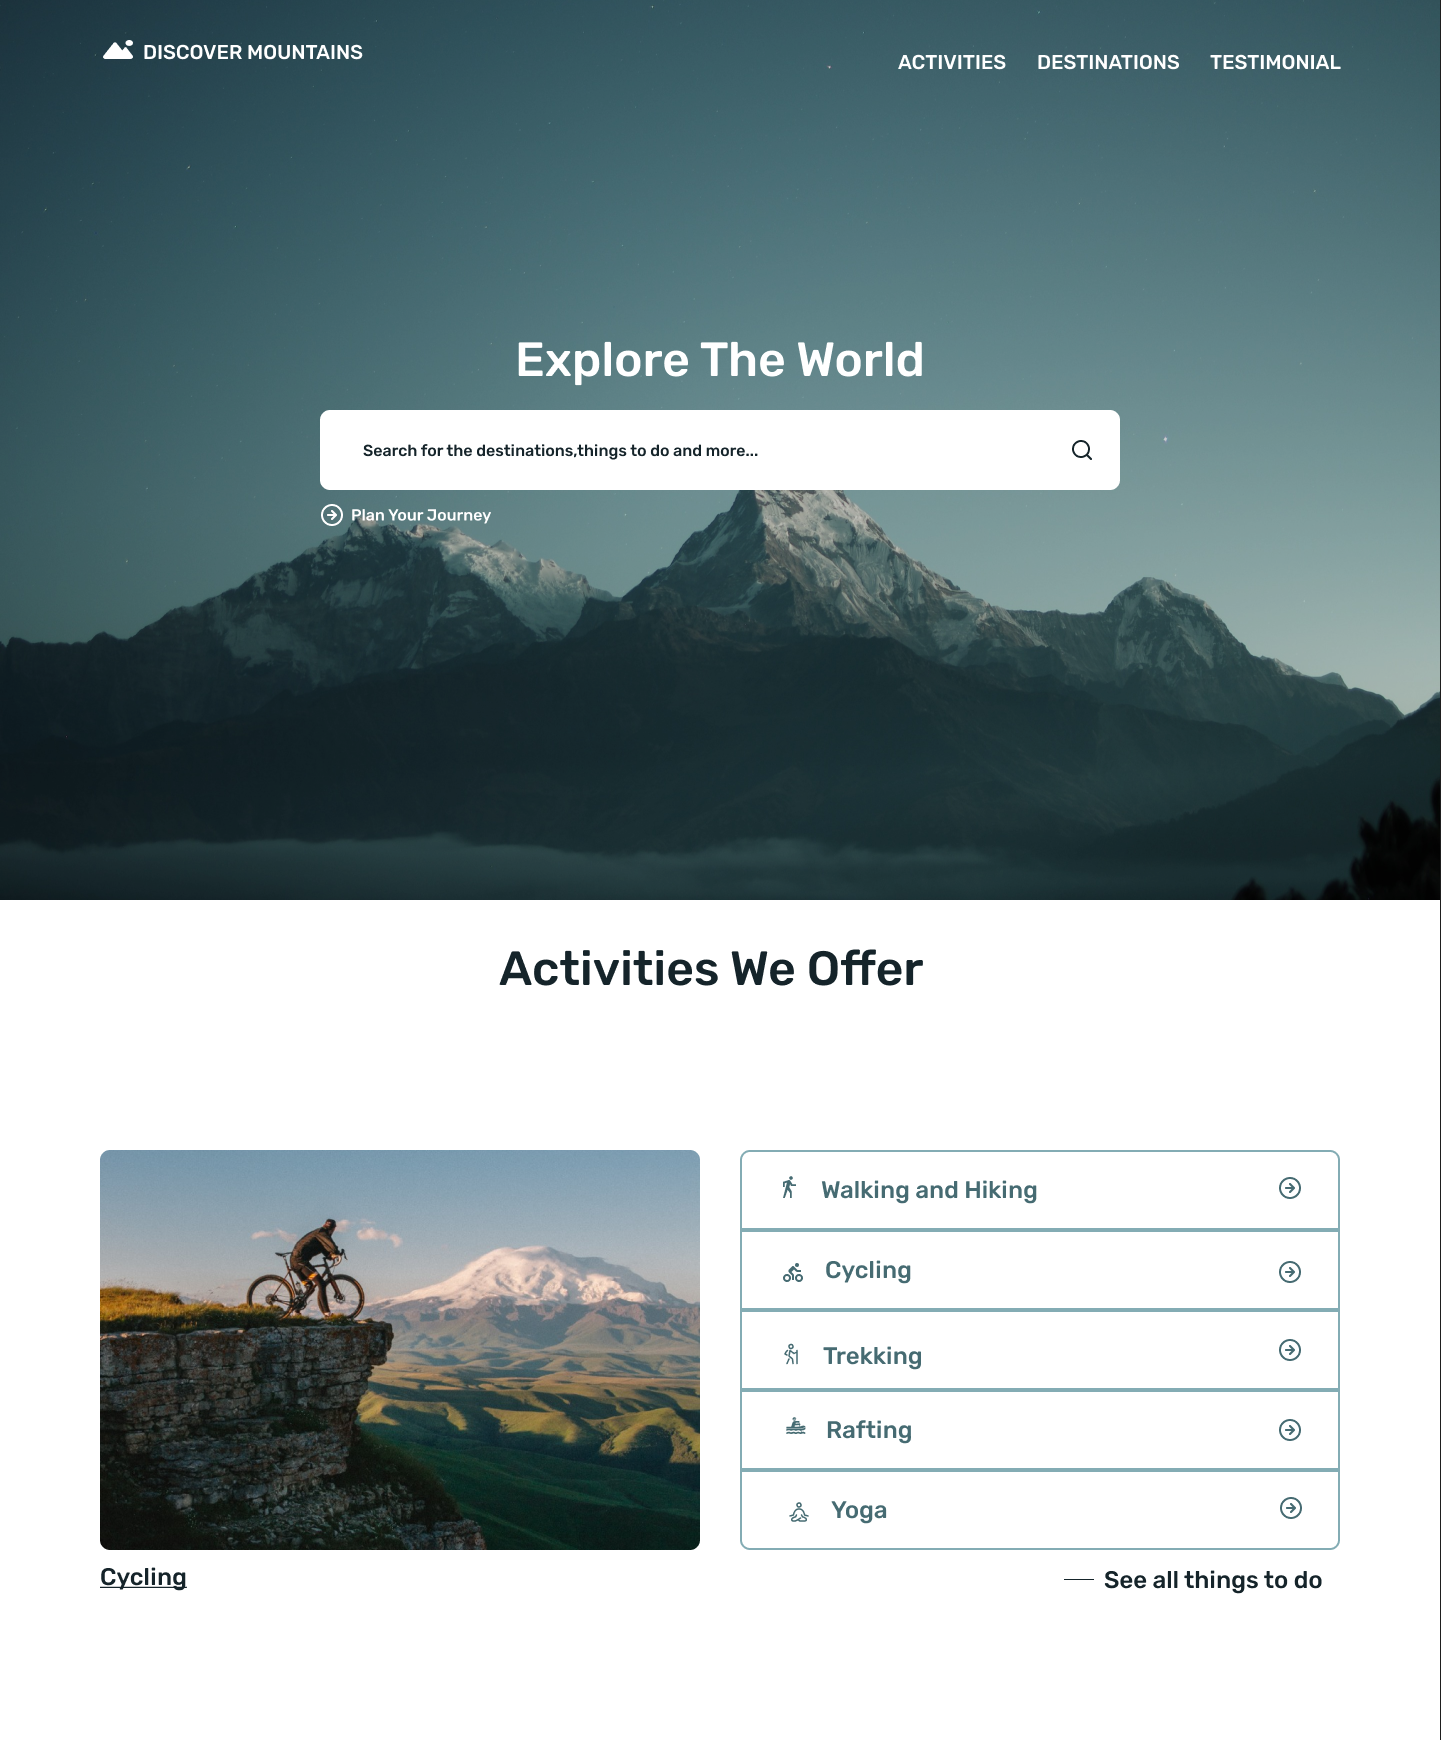 DISCOVER MOUNTAINS
ACTIVITIES DESTINATIONS TESTIMONIAL
Explore The World
Search for the destinations,things to do and more...
Plan Your Journey
Activities We Offer
Walking and Hiking
Cycling
Trekking
Rafting
Yoga
Cycling
See all things to do